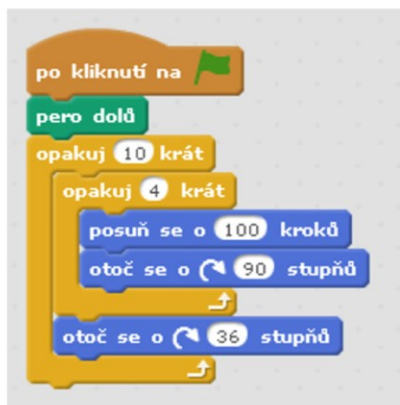 po kliknutí na
pero dolů
opakuj 10 krát
opakuj 4 krát
posuň se o 100 kroků
otoč se o 90 stupňů
otoč se o 36 stupňů